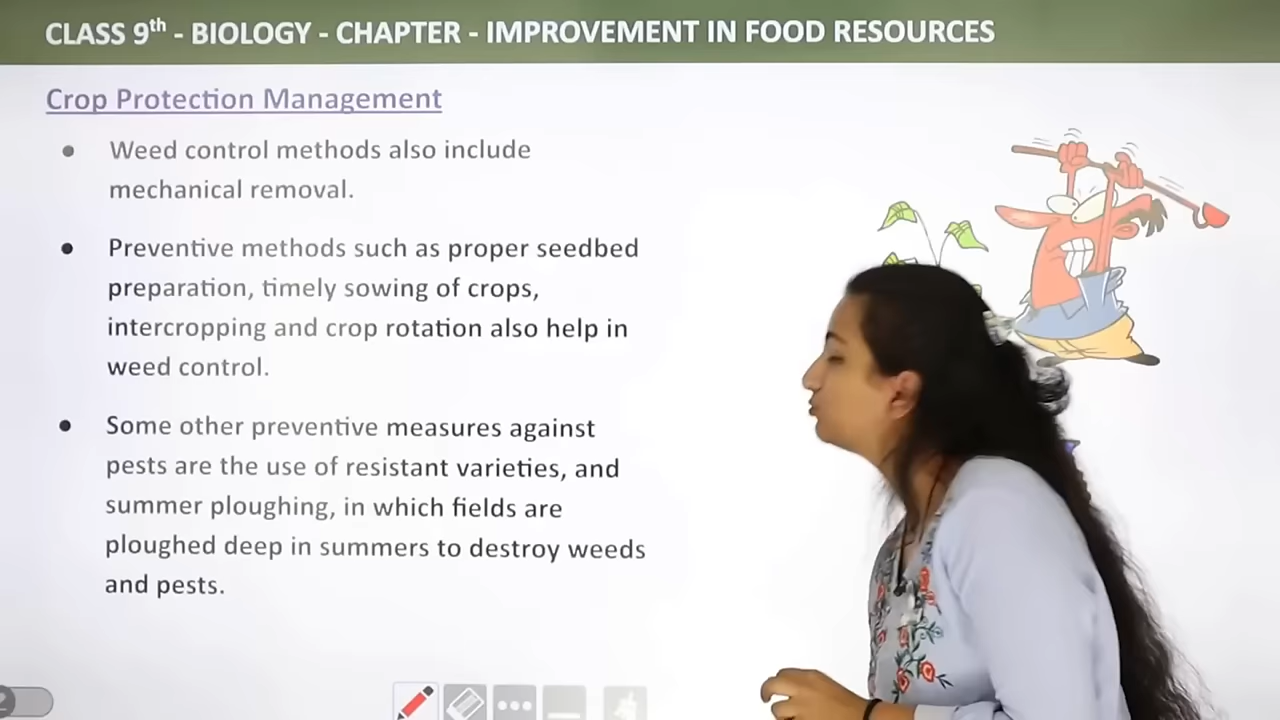 CLASS 9th - BIOLOGY - CHAPTER - IMPROVEMENT IN FOOD RESOURCES
Crop Protection Management
• Weed control methods also include
mechanical removal.
• Preventive methods such as proper seedbed
preparation, timely sowing of crops,
intercropping and crop rotation also help in
weed control.
• Some other preventive measures against
pests are the use of resistant varieties, and
summer ploughing, in which fields are
ploughed deep in summers to destroy weeds
and pests.